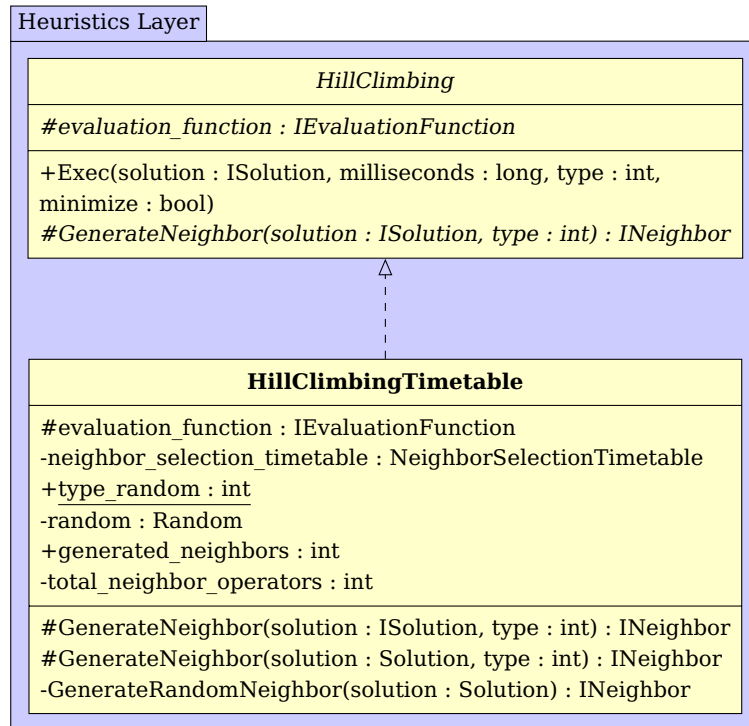 Heuristics Layer
HillClimbing
#evaluation_function : IEvaluationFunction
+Exec(solution : ISolution, milliseconds : long, type : int,
minimize : bool)
#GenerateNeighbor(solution : ISolution, type : int) : INeighbor
HillClimbingTimetable
#evaluation_function : IEvaluationFunction
-neighbor_selection_timetable : NeighborSelectionTimetable
+type_random : int
-random : Random
+generated_neighbors : int
-total_neighbor_operators : int
#GenerateNeighbor(solution : ISolution, type : int) : INeighbor
#GenerateNeighbor(solution : Solution, type : int) : INeighbor
-GenerateRandomNeighbor(solution : Solution) : INeighbor